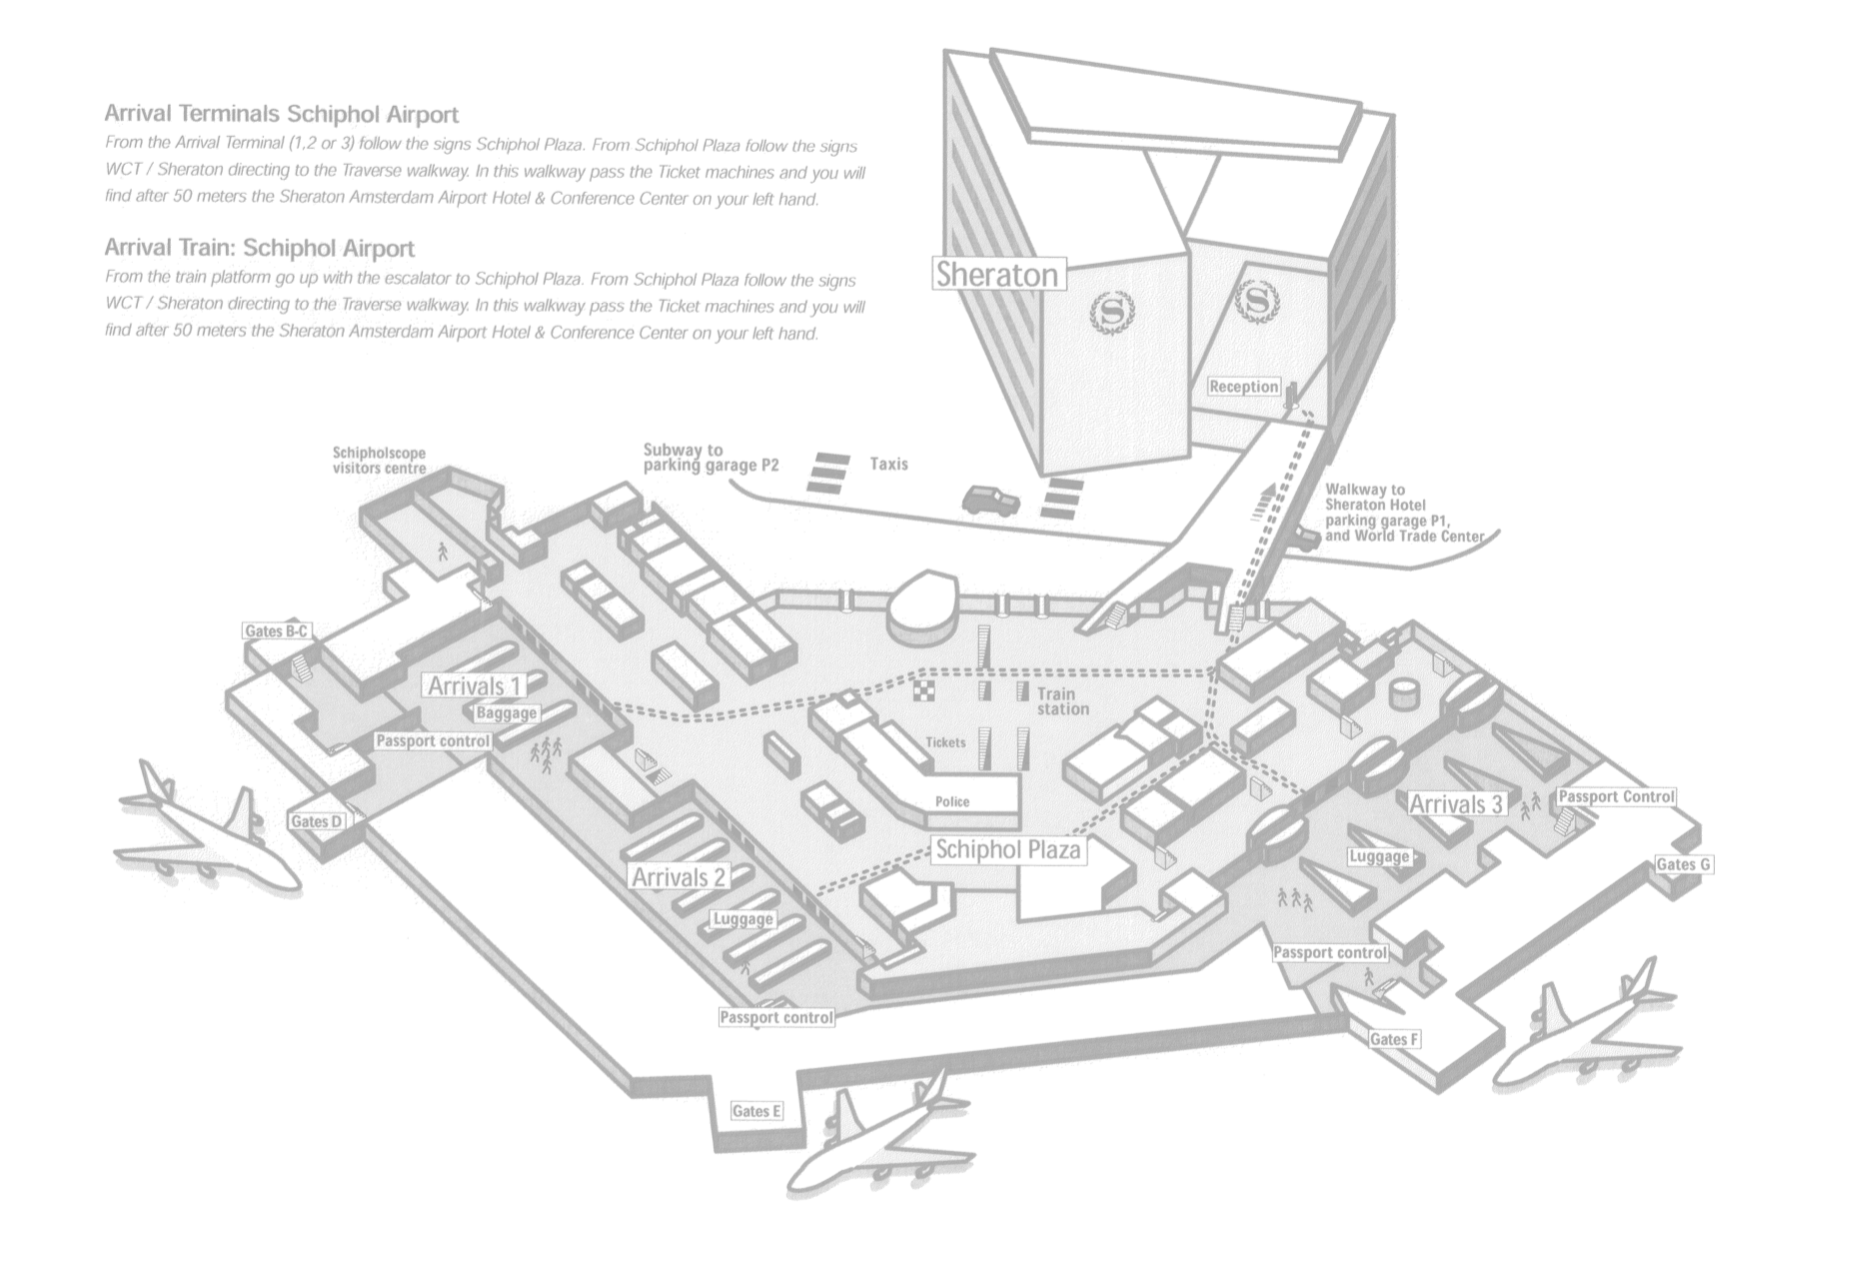 Arrival Terminals Schiphol Airport
From the Arrival Terminal (1,2 or 3) follow the signs Schiphol Plaza. From Schiphol Plaza follow the signs
WCT / Sheraton directing to the Traverse walkway. In this walkway pass the Ticket machines and you will
find after 50 meters the Sheraton Amsterdam Airport Hotel & Conference Center on your left hand.
Arrival Train: Schiphol Airport
From the train platform go up with the escalator to Schiphol Plaza. From Schiphol Plaza follow the signs
WCT / Sheraton directing to the Traverse walkway. In this walkway pass the Ticket machines and you will
find after 50 meters the Sheraton Amsterdam Airport Hotel & Conference Center on your left hand.
Sheraton
S
S
Reception
Schipholscope
visitors centre
Subway to
parking garage P2
Taxis
Walkway to
Sheraton Hotel
parking garage P1,
and World Trade Center
Gates B-C
Arrivals 1
Baggage
Passport control
Train
station
Tickets
Police
Gates D
Schiphol Plaza
Arrivals 2
Luggage
Passport control
Arrivals 3
Passport Control
Luggage
Gates G
Passport control
Gates F
Gates E